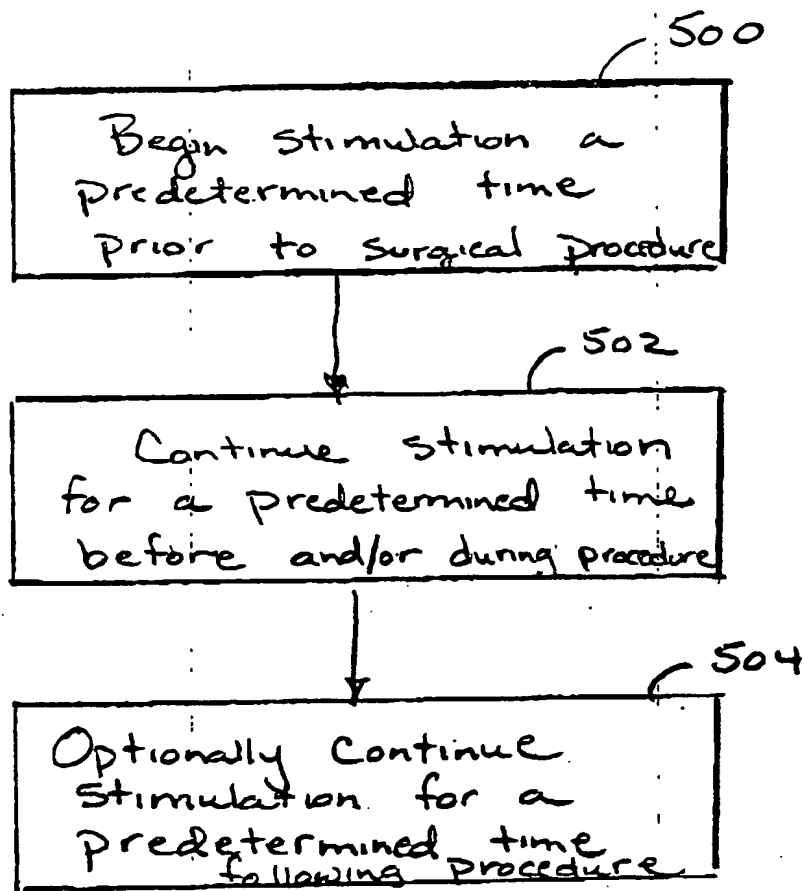 500
Begin stimulation a
predetermined time
prior to surgical procedure
502
Continue stimulation
for a predetermined time
before and/or during procedure
504
Optionally continue
stimulation for a
predetermined time
following procedure